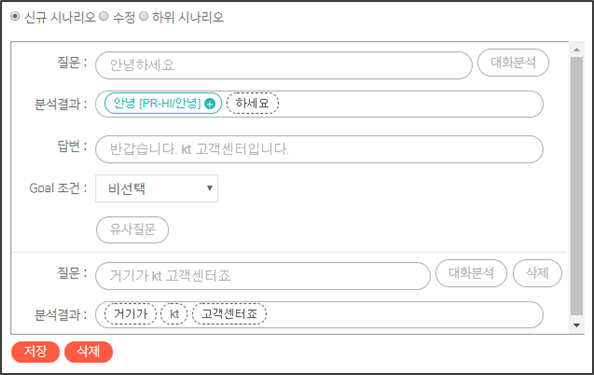 신규 시나리오 수정 하위 시나리오
질문 : 안녕하세요 대화분석
분석결과 : 안녕 [PR-HI/안녕] + 하세요
답변 : 반갑습니다. kt 고객센터입니다.
Goal 조건 : 비선택
유사질문
질문 : 거기가 kt 고객센터죠 대화분석 삭제
분석결과 : 거기가 kt 고객센터죠
저장 삭제